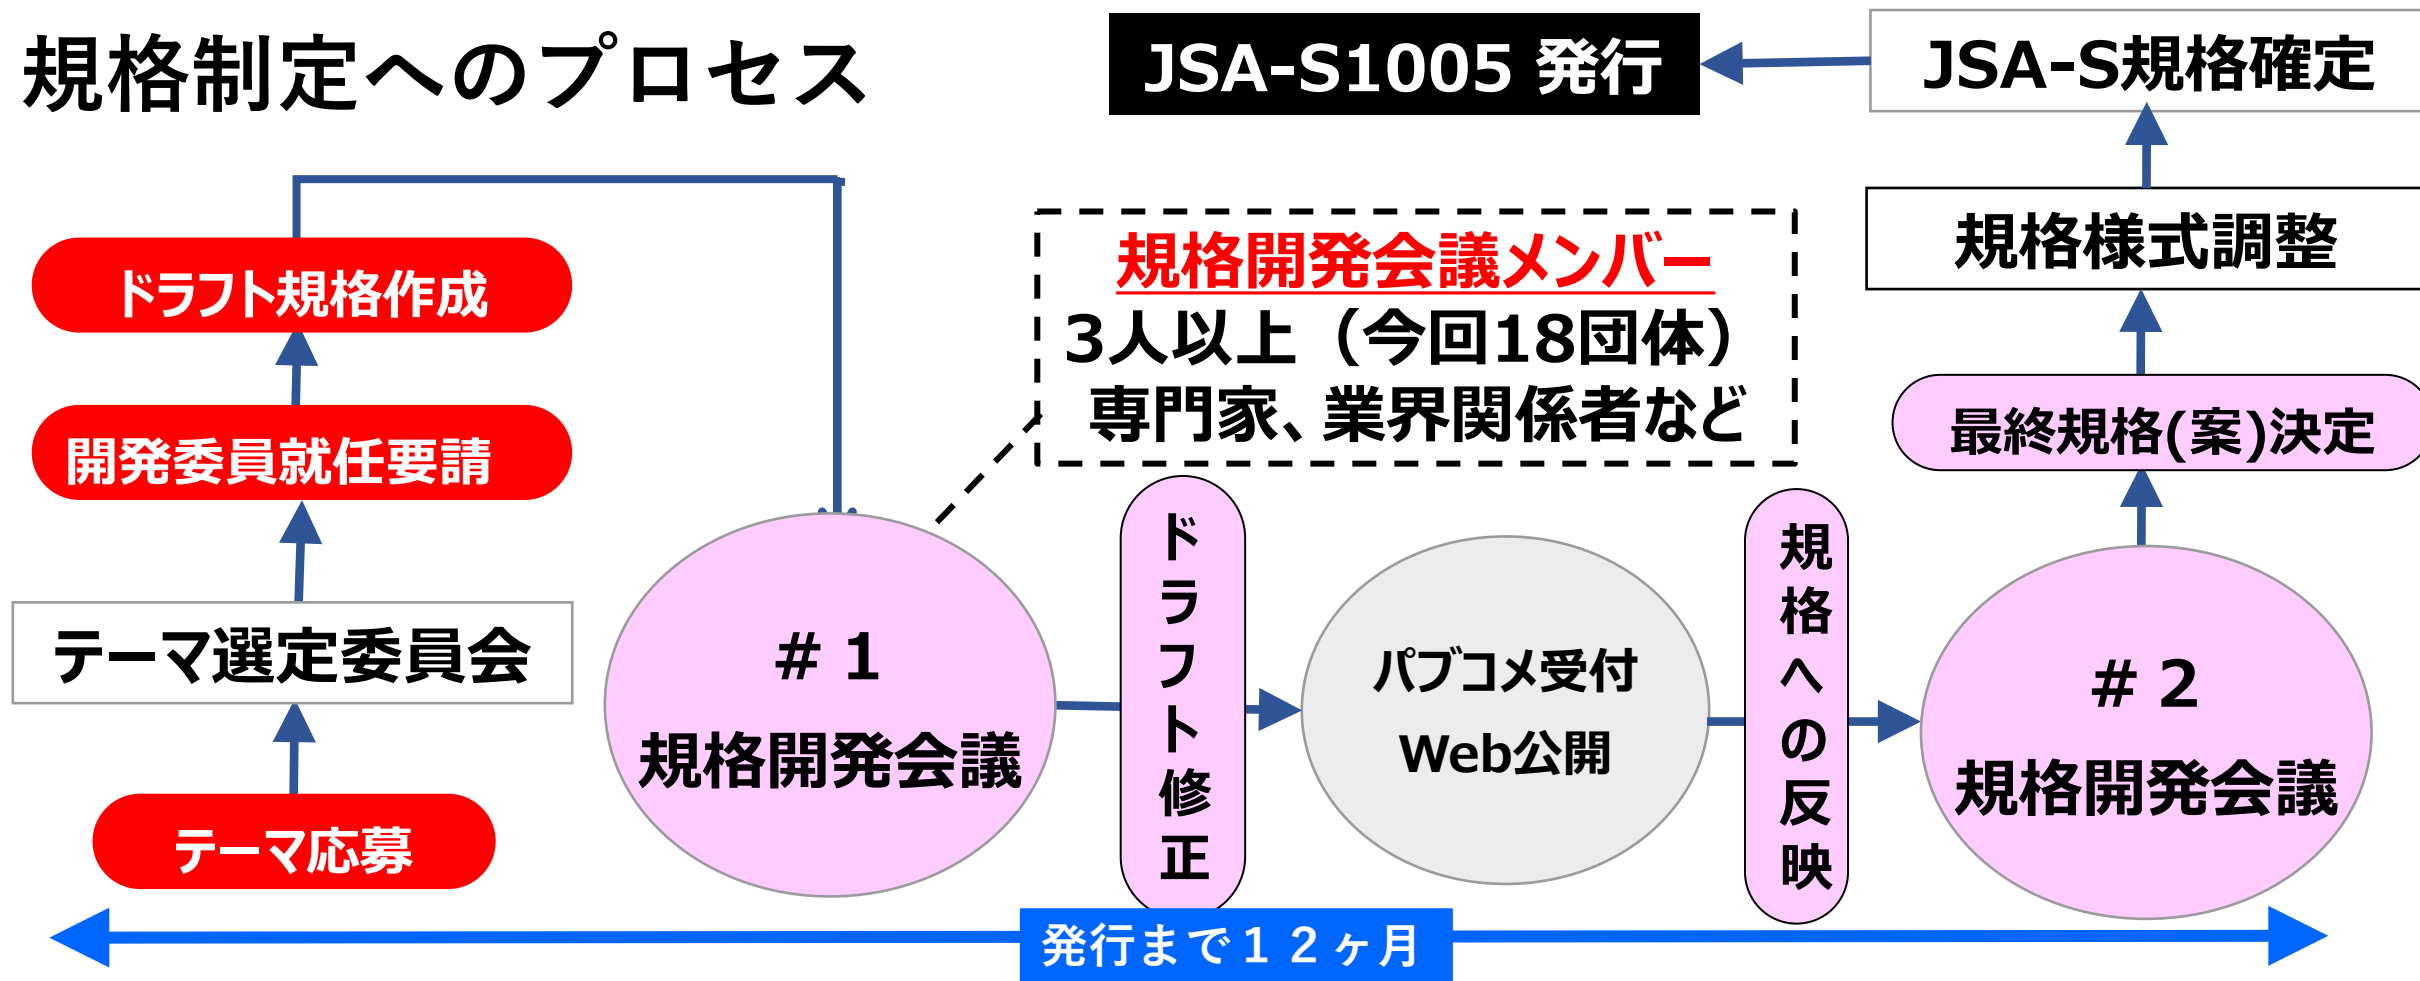 規格制定へのプロセス
JSA-S1005 発行
JSA-S規格確定
規格様式調整
最終規格(案)決定
規格開発会議メンバー
3人以上（今回18団体）
専門家、業界関係者など
ドラフト規格作成
開発委員就任要請
テーマ選定委員会
テーマ応募
＃１
規格開発会議
ドラフト修正
パブコメ受付
Web公開
規格への反映
＃２
規格開発会議
発行まで１２ヶ月